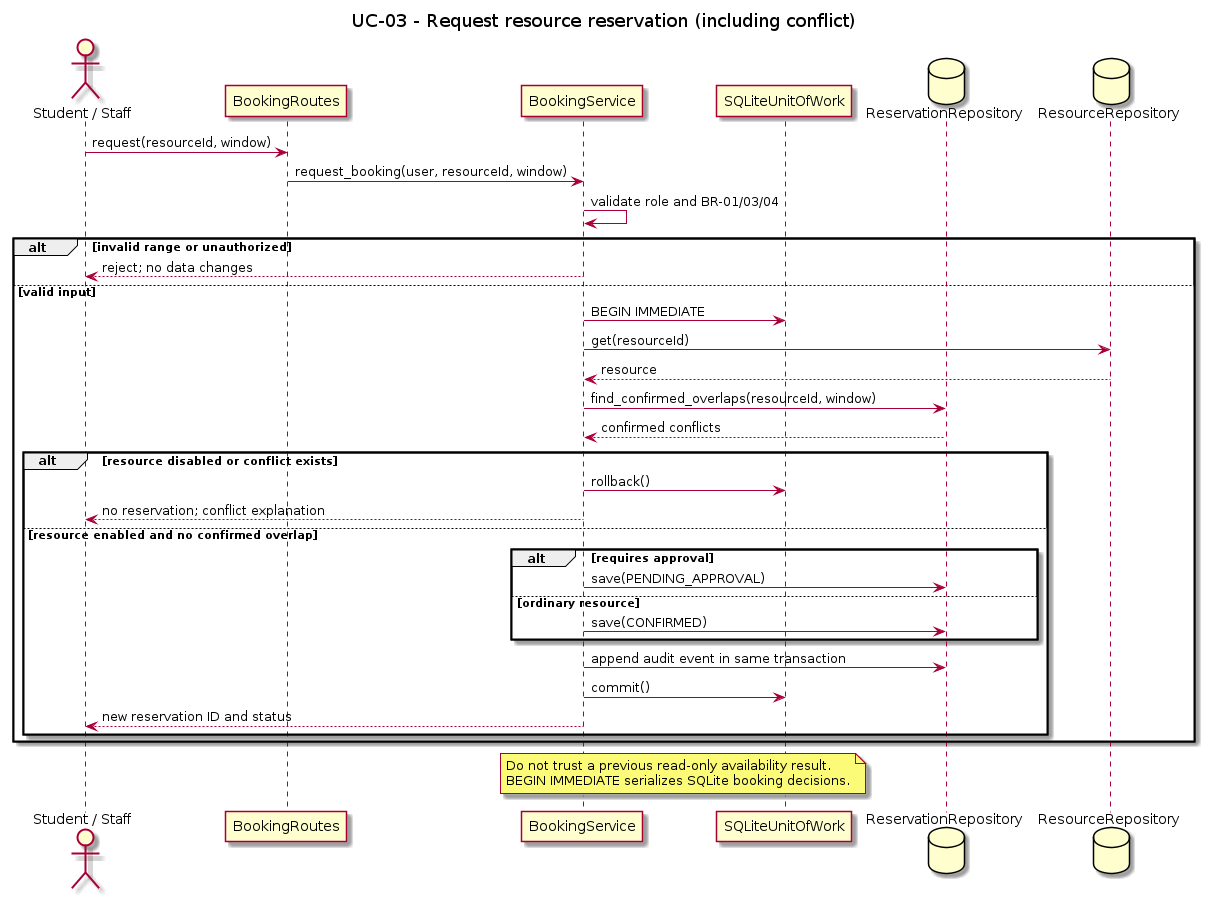 UC-03 - Request resource reservation (including conflict)
Student / Staff
BookingRoutes
BookingService
SQLiteUnitOfWork
ReservationRepository
ResourceRepository
request(resourceId, window)
request_booking(user, resourceId, window)
validate role and BR-01/03/04
alt
[invalid range or unauthorized]
reject; no data changes
[valid input]
BEGIN IMMEDIATE
get(resourceId)
resource
find_confirmed_overlaps(resourceId, window)
confirmed conflicts
alt
[resource disabled or conflict exists]
rollback()
no reservation; conflict explanation
[resource enabled and no confirmed overlap]
alt
[requires approval]
save(PENDING_APPROVAL)
[ordinary resource]
save(CONFIRMED)
append audit event in same transaction
commit()
new reservation ID and status
Do not trust a previous read-only availability result.
BEGIN IMMEDIATE serializes SQLite booking decisions.
Student / Staff
BookingRoutes
BookingService
SQLiteUnitOfWork
ReservationRepository
ResourceRepository